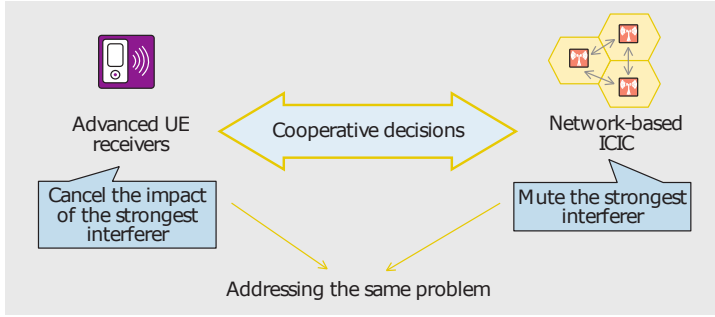 Advanced UE
receivers
Cooperative decisions
Network-based
ICIC
Cancel the impact
of the strongest
interferer
Mute the strongest
interferer
Addressing the same problem